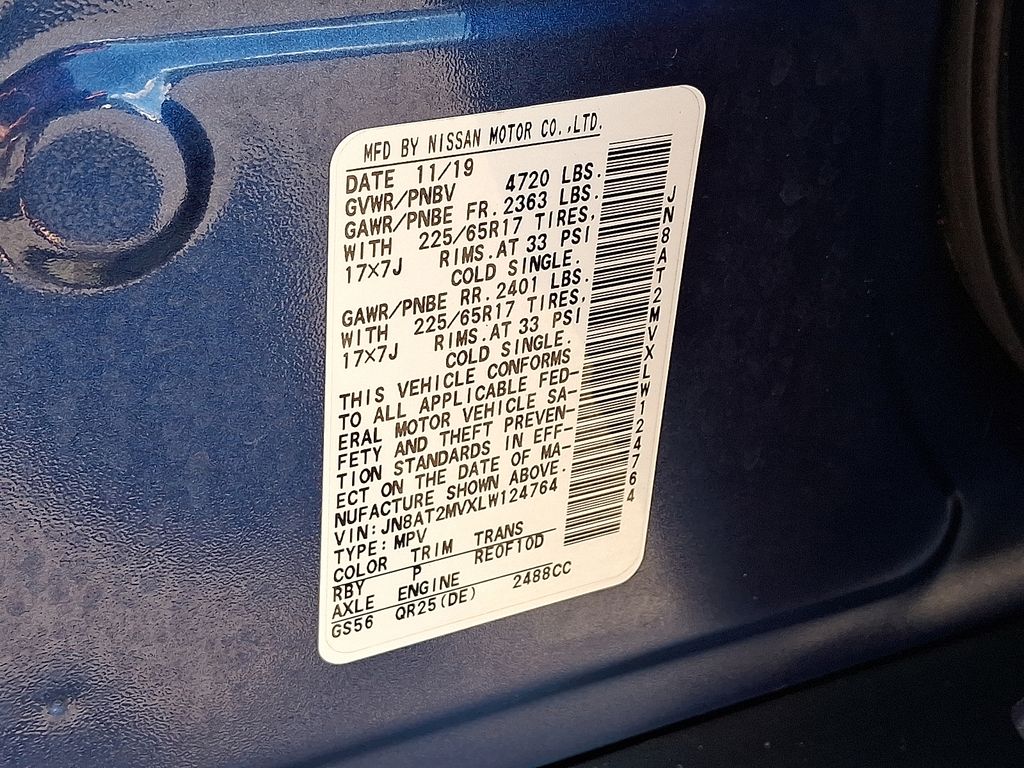 MFD BY NISSAN MOTOR CO.,LTD.
DATE 11/19
GVWR/PNBV 4720 LBS.
GAWR/PNBE FR. 2363 LBS.
WITH 225/65R17 TIRES,
17×7J RIMS.AT 33 PSI
COLD SINGLE.
GAWR/PNBE RR. 2401 LBS.
WITH 225/65R17 TIRES,
17×7J RIMS.AT 33 PSI
COLD SINGLE.
THIS VEHICLE CONFORMS
TO ALL APPLICABLE FED-
ERAL MOTOR VEHICLE SA-
FETY AND THEFT PREVEN-
TION STANDARDS IN EFF-
ECT ON THE DATE OF MA-
NUFACTURE SHOWN ABOVE.
VIN:JN8AT2MVXLW124764
TYPE:MPV
COLOR TRIM TRANS
RBY P RE0F10D
AXLE ENGINE
GS56 QR25(DE) 2488CC
JN8AT2MVXLW124764